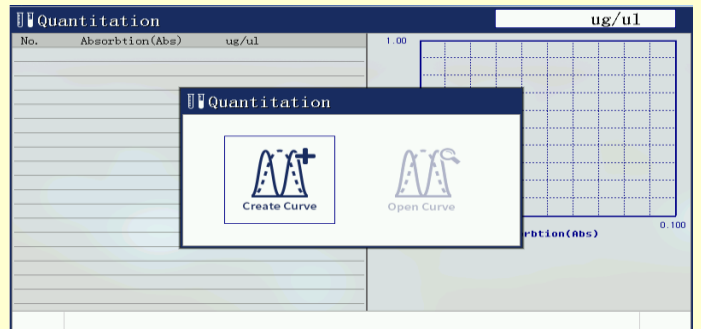 Quantitation
ug/ul
No. Absorbtion(Abs) ug/ul
1.00
Quantitation
Create Curve
Open Curve
0.100
rbtion(Abs)